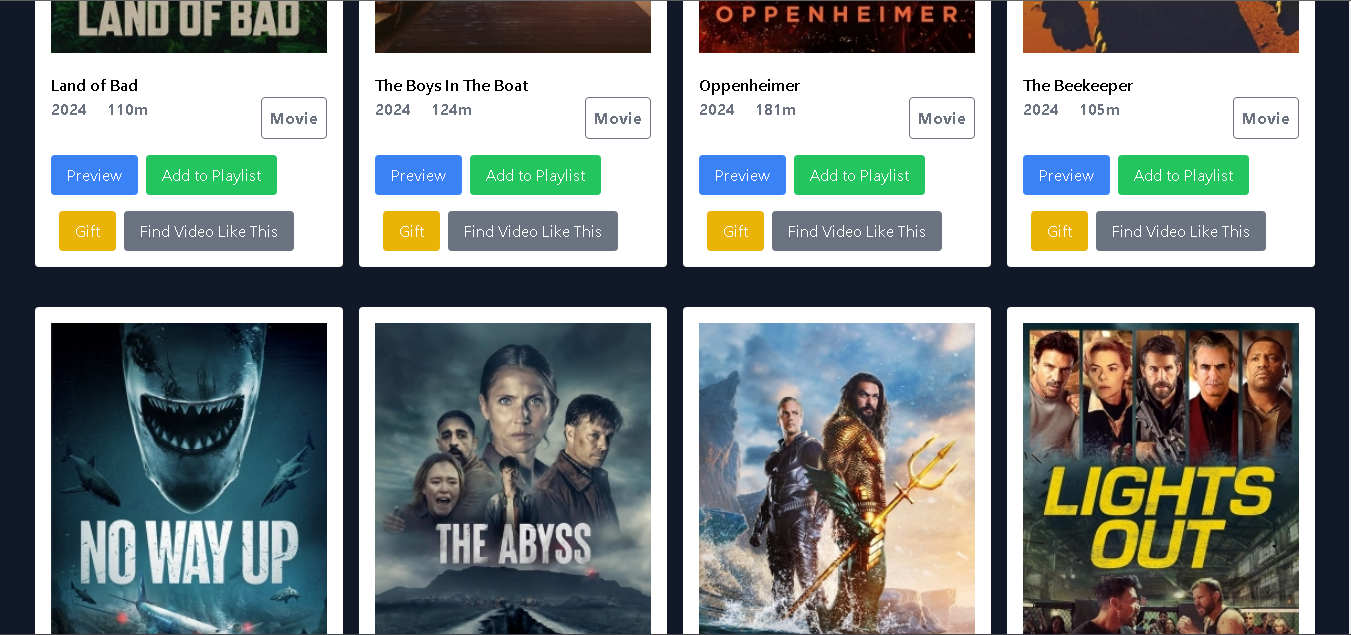 LAND OF BAD
OPPENHEIMER
Land of Bad
2024 110m
Movie
Preview
Add to Playlist
Gift
Find Video Like This
The Boys In The Boat
2024 124m
Movie
Preview
Add to Playlist
Gift
Find Video Like This
Oppenheimer
2024 181m
Movie
Preview
Add to Playlist
Gift
Find Video Like This
The Beekeeper
2024 105m
Movie
Preview
Add to Playlist
Gift
Find Video Like This
NO WAY UP
THE ABYSS
LIGHTS
OUT